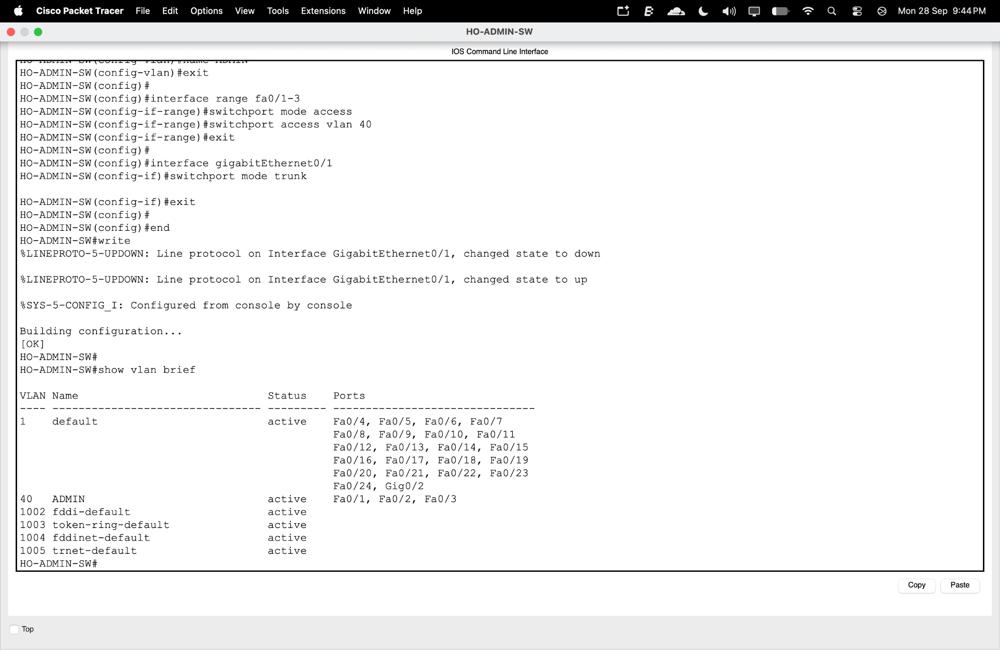 Cisco Packet Tracer File Edit Options View Tools Extensions Window Help Mon 28 Sep 9:44 PM
HO-ADMIN-SW
IOS Command Line Interface
HO-ADMIN-SW(config-vlan)#name ADMIN
HO-ADMIN-SW(config-vlan)#exit
HO-ADMIN-SW(config)#
HO-ADMIN-SW(config)#interface range fa0/1-3
HO-ADMIN-SW(config-if-range)#switchport mode access
HO-ADMIN-SW(config-if-range)#switchport access vlan 40
HO-ADMIN-SW(config-if-range)#exit
HO-ADMIN-SW(config)#
HO-ADMIN-SW(config)#interface gigabitEthernet0/1
HO-ADMIN-SW(config-if)#switchport mode trunk
HO-ADMIN-SW(config-if)#exit
HO-ADMIN-SW(config)#
HO-ADMIN-SW(config)#end
HO-ADMIN-SW#write
%LINEPROTO-5-UPDOWN: Line protocol on Interface GigabitEthernet0/1, changed state to down
%LINEPROTO-5-UPDOWN: Line protocol on Interface GigabitEthernet0/1, changed state to up
%SYS-5-CONFIG_I: Configured from console by console
Building configuration...
[OK]
HO-ADMIN-SW#
HO-ADMIN-SW#show vlan brief
VLAN Name Status Ports
---- -------------------------------- --------- -------------------------------
1 default active Fa0/4, Fa0/5, Fa0/6, Fa0/7
Fa0/8, Fa0/9, Fa0/10, Fa0/11
Fa0/12, Fa0/13, Fa0/14, Fa0/15
Fa0/16, Fa0/17, Fa0/18, Fa0/19
Fa0/20, Fa0/21, Fa0/22, Fa0/23
Fa0/24, Gig0/2
40 ADMIN active Fa0/1, Fa0/2, Fa0/3
1002 fddi-default active
1003 token-ring-default active
1004 fddinet-default active
1005 trnet-default active
HO-ADMIN-SW#
Copy Paste
Top